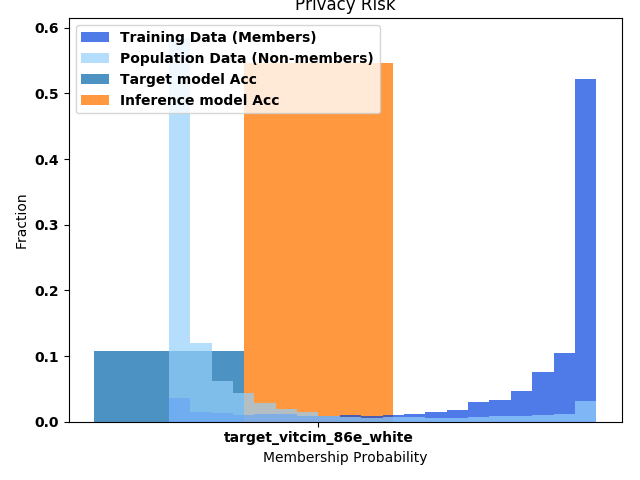 Privacy Risk
Training Data (Members)
Population Data (Non-members)
Target model Acc
Inference model Acc
0.6
0.5
0.4
0.3
0.2
0.1
0.0
Fraction
target_vitcim_86e_white
Membership Probability